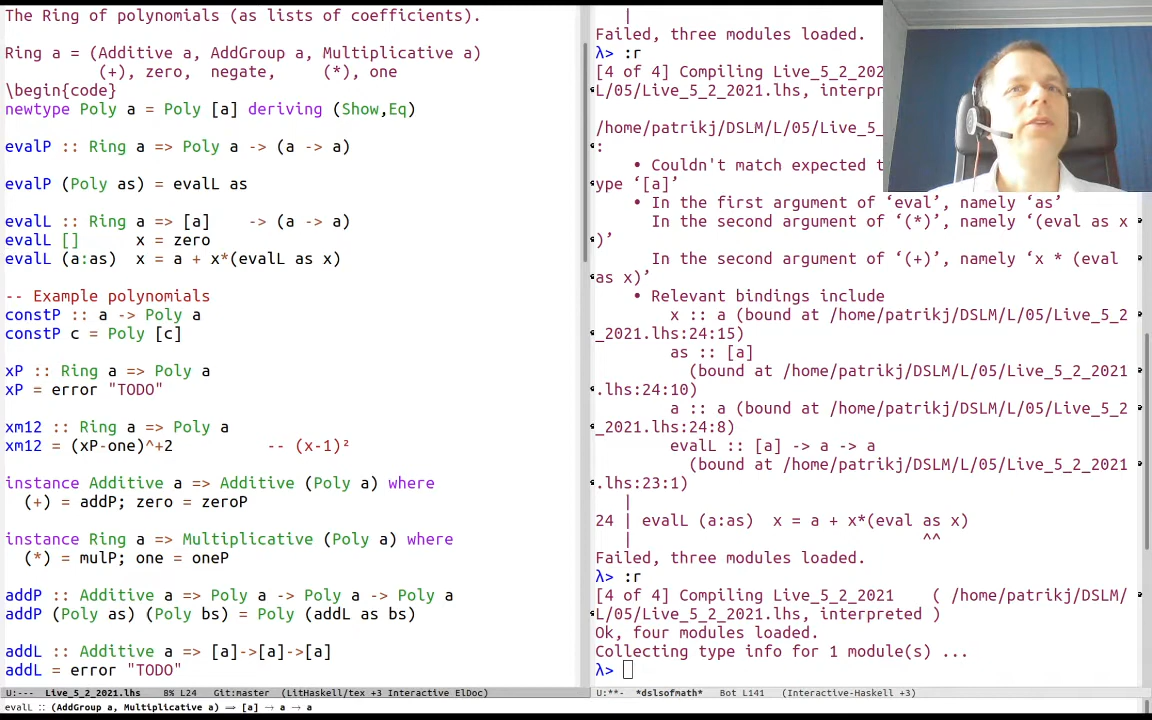 The Ring of polynomials (as lists of coefficients).
Ring a = (Additive a, AddGroup a, Multiplicative a)
(+), zero,  negate,      (*), one
\begin{code}
newtype Poly a = Poly [a] deriving (Show,Eq)
evalP :: Ring a => Poly a -> (a -> a)
evalP (Poly as) = evalL as
evalL :: Ring a => [a]    -> (a -> a)
evalL []      x = zero
evalL (a:as)  x = a + x*(evalL as x)
-- Example polynomials
constP :: a -> Poly a
constP c = Poly [c]
xP :: Ring a => Poly a
xP = error "TODO"
xm12 :: Ring a => Poly a
xm12 = (xP-one)^+2          -- (x-1)²
instance Additive a => Additive (Poly a) where
(+) = addP; zero = zeroP
instance Ring a => Multiplicative (Poly a) where
(*) = mulP; one = oneP
addP :: Additive a => Poly a -> Poly a -> Poly a
addP (Poly as) (Poly bs) = Poly (addL as bs)
addL :: Additive a => [a]->[a]->[a]
addL = error "TODO"
U:---  Live_5_2_2021.lhs    8% L24   Git:master  (LitHaskell/tex +3 Interactive ElDoc)
evalL :: (AddGroup a, Multiplicative a) ⟹ [a] → a → a
|
Failed, three modules loaded.
λ> :r
[4 of 4] Compiling Live_5_2_202
L/05/Live_5_2_2021.lhs, interpr
/home/patrikj/DSLM/L/05/Live_5_
:
• Couldn't match expected t
ype ‘[a]’
• In the first argument of ‘eval’, namely ‘as’
In the second argument of ‘(*)’, namely ‘(eval as x
)’
In the second argument of ‘(+)’, namely ‘x * (eval
as x)’
• Relevant bindings include
x :: a (bound at /home/patrikj/DSLM/L/05/Live_5_2
_2021.lhs:24:15)
as :: [a]
(bound at /home/patrikj/DSLM/L/05/Live_5_2_2021
.lhs:24:10)
a :: a (bound at /home/patrikj/DSLM/L/05/Live_5_2
_2021.lhs:24:8)
evalL :: [a] -> a -> a
(bound at /home/patrikj/DSLM/L/05/Live_5_2_2021
.lhs:23:1)
|
24 | evalL (a:as)  x = a + x*(eval as x)
|                               ^^
Failed, three modules loaded.
λ> :r
[4 of 4] Compiling Live_5_2_2021    ( /home/patrikj/DSLM/
L/05/Live_5_2_2021.lhs, interpreted )
Ok, four modules loaded.
Collecting type info for 1 module(s) ...
λ>
U:**-  *dslsofmath*   Bot L141   (Interactive-Haskell +3)